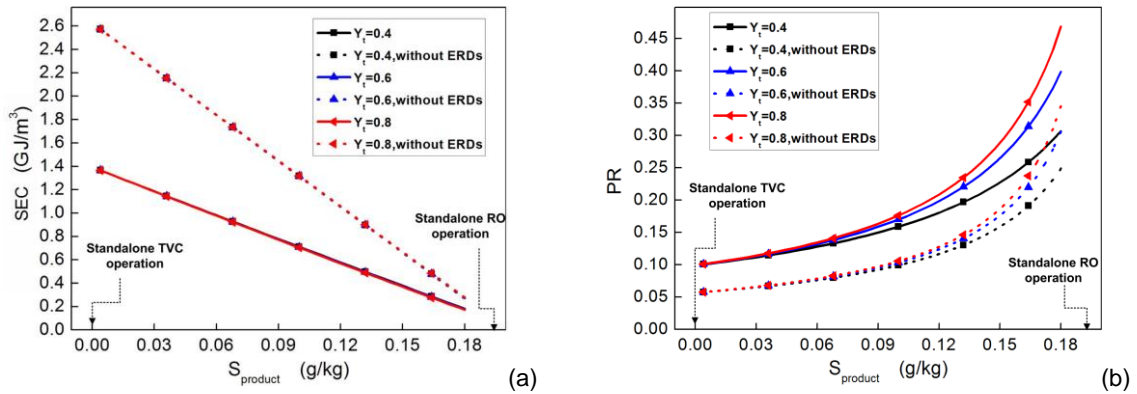 2.6
2.4
2.2
2.0
1.8
1.6
1.4
1.2
1.0
0.8
0.6
0.4
0.2
0.0
SEC (GJ/m³)
Yₜ=0.4
Yₜ=0.4,without ERDs
Yₜ=0.6
Yₜ=0.6,without ERDs
Yₜ=0.8
Yₜ=0.8,without ERDs
Standalone TVC
operation
Standalone RO
operation
0.00 0.03 0.06 0.09 0.12 0.15 0.18
Sproduct (g/kg)
(a)
0.45
0.40
0.35
0.30
0.25
0.20
0.15
0.10
0.05
0.00
PR
Yₜ=0.4
Yₜ=0.4,without ERDs
Yₜ=0.6
Yₜ=0.6,without ERDs
Yₜ=0.8
Yₜ=0.8,without ERDs
Standalone TVC
operation
Standalone RO
operation
0.00 0.03 0.06 0.09 0.12 0.15 0.18
Sproduct (g/kg)
(b)